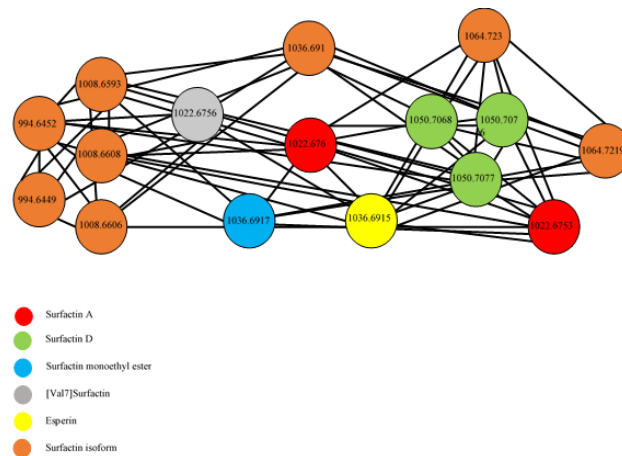 1036.691
1064.723
1008.6593
1022.6756
994.6452
1050.7068
1050.707
6
1022.676
1064.7219
1008.6608
1050.7077
994.6449
1008.6606
1036.6917
1036.6915
1022.6753
Surfactin A
Surfactin D
Surfactin monoethyl ester
[Val7]Surfactin
Esperin
Surfactin isoform